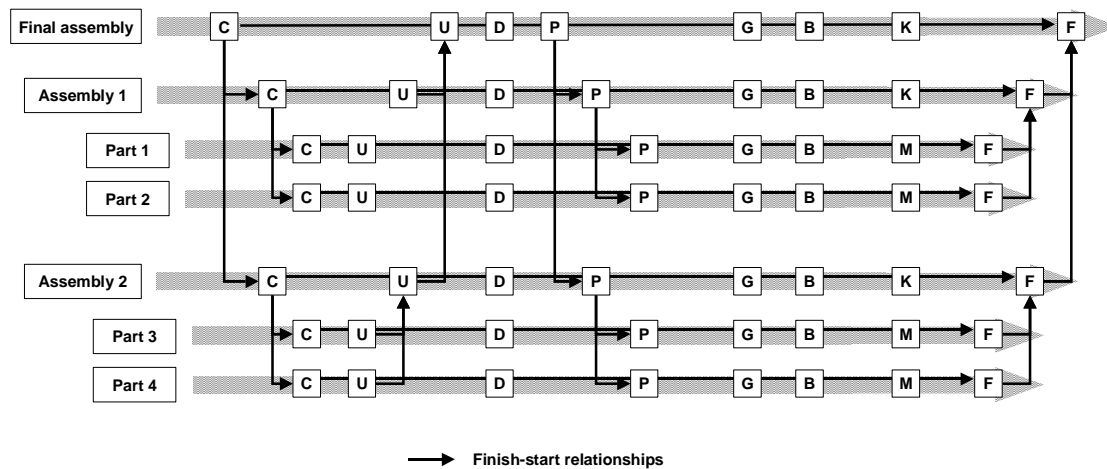 Final assembly C U D P G B K F
Assembly 1 C U D P G B K F
Part 1 C U D P G B M F
Part 2 C U D P G B M F
Assembly 2 C U D P G B K F
Part 3 C U D P G B M F
Part 4 C U D P G B M F
Finish-start relationships